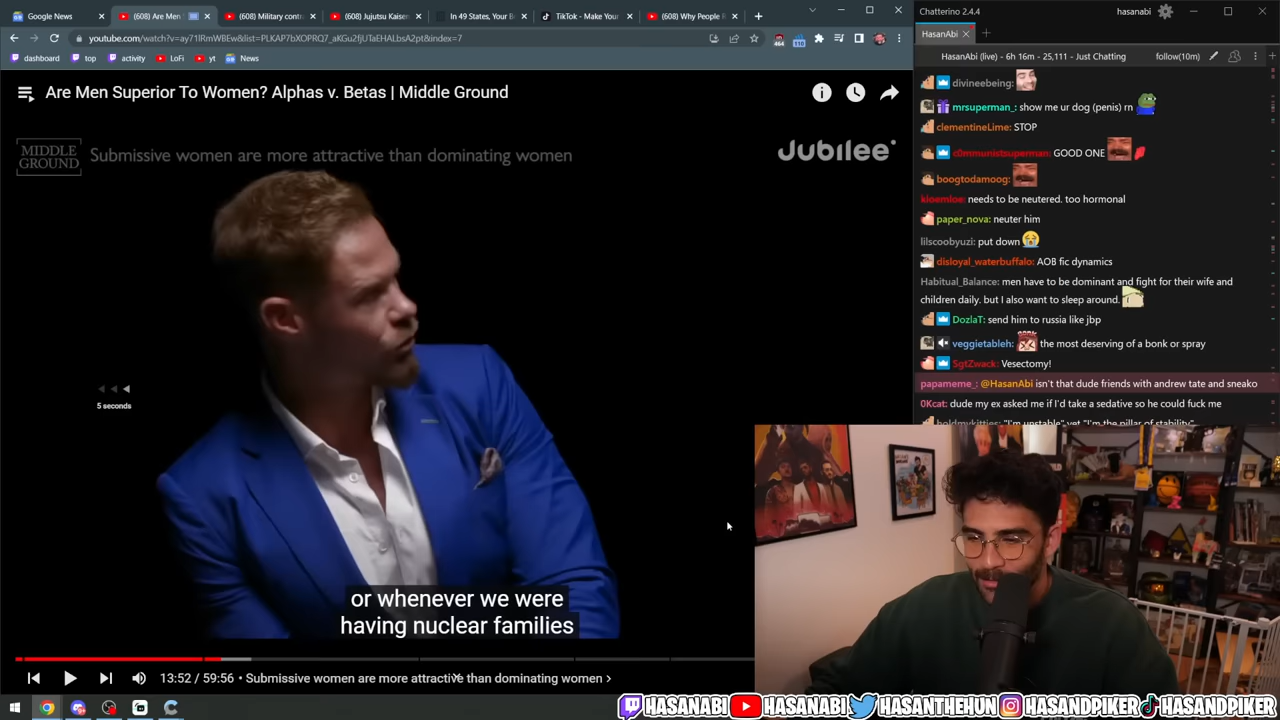 Google News
(608) Are Men
(608) Military contr
(608) Jujutsu Kaisen
In 49 States, Your B
TikTok - Make Your
(608) Why People
youtube.com/watch?v=ay71lRmWBEw&list=PLKAP7bXOPRQ7_aKGu2fjUTaEHALbsA2pt&index=7
dashboard
top
activity
LoFi
yt
News
Are Men Superior To Women? Alphas v. Betas | Middle Ground
MIDDLE
GROUND
Submissive women are more attractive than dominating women
Jubilee
5 seconds
or whenever we were
having nuclear families
13:52 / 59:56 • Submissive women are more attractive than dominating women
Chatterino 2.4.4
hasanabi
HasanAbi
HasanAbi (live) - 6h 16m - 25,111 - Just Chatting
follow(10m)
divineebeing:
mrsuperman_: show me ur dog (penis) rn
clementineLime: STOP
c0mmunistsuperman: GOOD ONE
boogtodamoog:
kloemloe: needs to be neutered. too hormonal
paper_nova: neuter him
lilscoobyuzi: put down
disloyal_waterbuffalo: AOB fic dynamics
Habitual_Balance: men have to be dominant and fight for their wife and
children daily. but I also want to sleep around.
DozlaT: send him to russia like jbp
veggietableh: the most deserving of a bonk or spray
SgtZwack: Vesectomy!
papameme_: @HasanAbi isn't that dude friends with andrew tate and sneako
0Kcat: dude my ex asked me if I'd take a sedative so he could fuck me
holdmykitties: "I'm unstable" yet "I'm the pillar of stability"
HASANABI
HASANABI
HASANTHEHUN
HASANDPIKER
HASANDPIKER